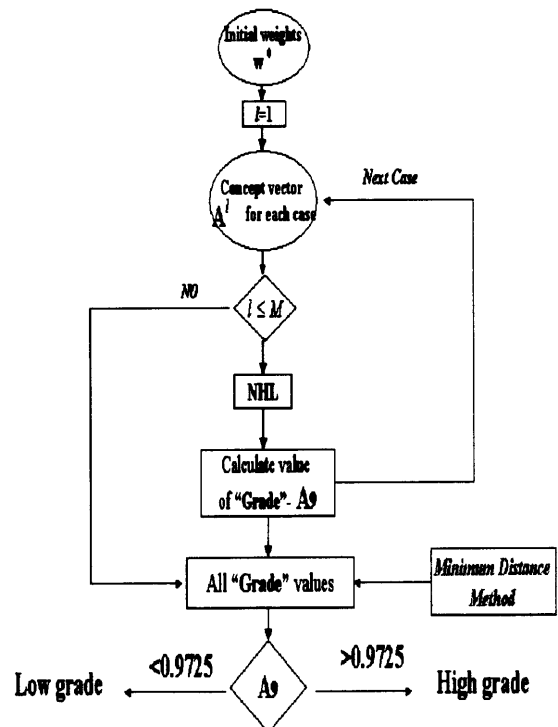 Initial weights
w⁰
l=1
Next Case
Concept vector
Aˡ for each case
NO
l ≤ M
NHL
Calculate value
of "Grade"- A9
All "Grade" values
Minimum Distance
Method
<0.9725
>0.9725
Low grade
A9
High grade